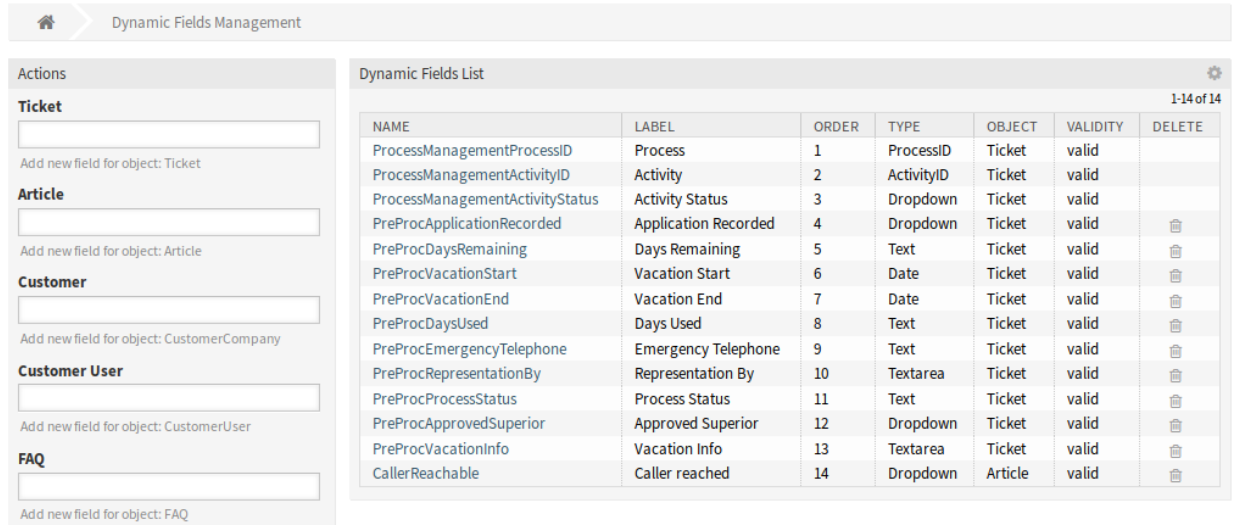 Dynamic Fields Management
Actions
Ticket
Add new field for object: Ticket
Article
Add new field for object: Article
Customer
Add new field for object: CustomerCompany
Customer User
Add new field for object: CustomerUser
FAQ
Add new field for object: FAQ
Dynamic Fields List
1-14 of 14
NAME LABEL ORDER TYPE OBJECT VALIDITY DELETE
ProcessManagementProcessID Process 1 ProcessID Ticket valid
ProcessManagementActivityID Activity 2 ActivityID Ticket valid
ProcessManagementActivityStatus Activity Status 3 Dropdown Ticket valid
PreProcApplicationRecorded Application Recorded 4 Dropdown Ticket valid
PreProcDaysRemaining Days Remaining 5 Text Ticket valid
PreProcVacationStart Vacation Start 6 Date Ticket valid
PreProcVacationEnd Vacation End 7 Date Ticket valid
PreProcDaysUsed Days Used 8 Text Ticket valid
PreProcEmergencyTelephone Emergency Telephone 9 Text Ticket valid
PreProcRepresentationBy Representation By 10 Textarea Ticket valid
PreProcProcessStatus Process Status 11 Text Ticket valid
PreProcApprovedSuperior Approved Superior 12 Dropdown Ticket valid
PreProcVacationInfo Vacation Info 13 Textarea Ticket valid
CallerReachable Caller reached 14 Dropdown Article valid